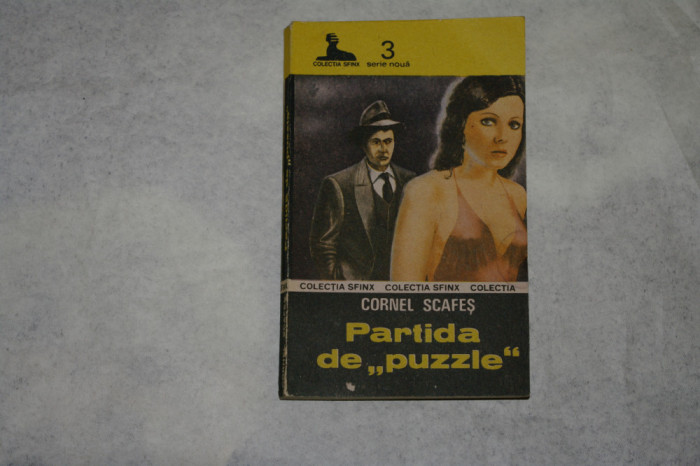 3
COLECȚIA SFINX serie nouă
COLECȚIA SFINX COLECȚIA SFINX COLECȚIA
CORNEL SCAFEȘ
Partida
de „puzzle“